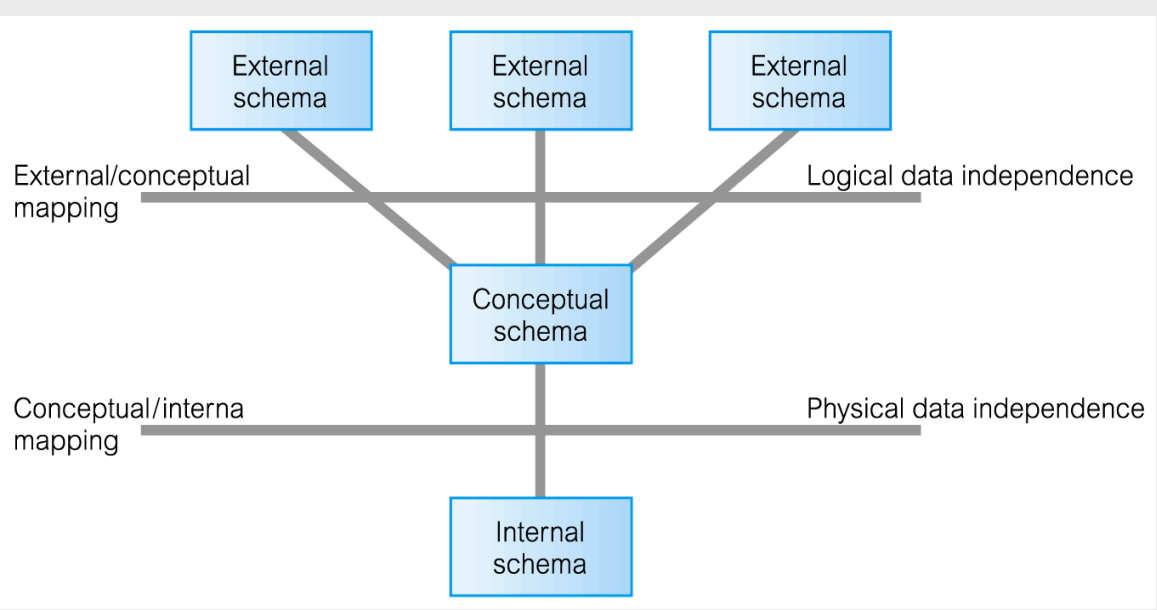 External
schema
External
schema
External
schema
External/conceptual
mapping
Logical data independence
Conceptual
schema
Conceptual/interna
mapping
Physical data independence
Internal
schema